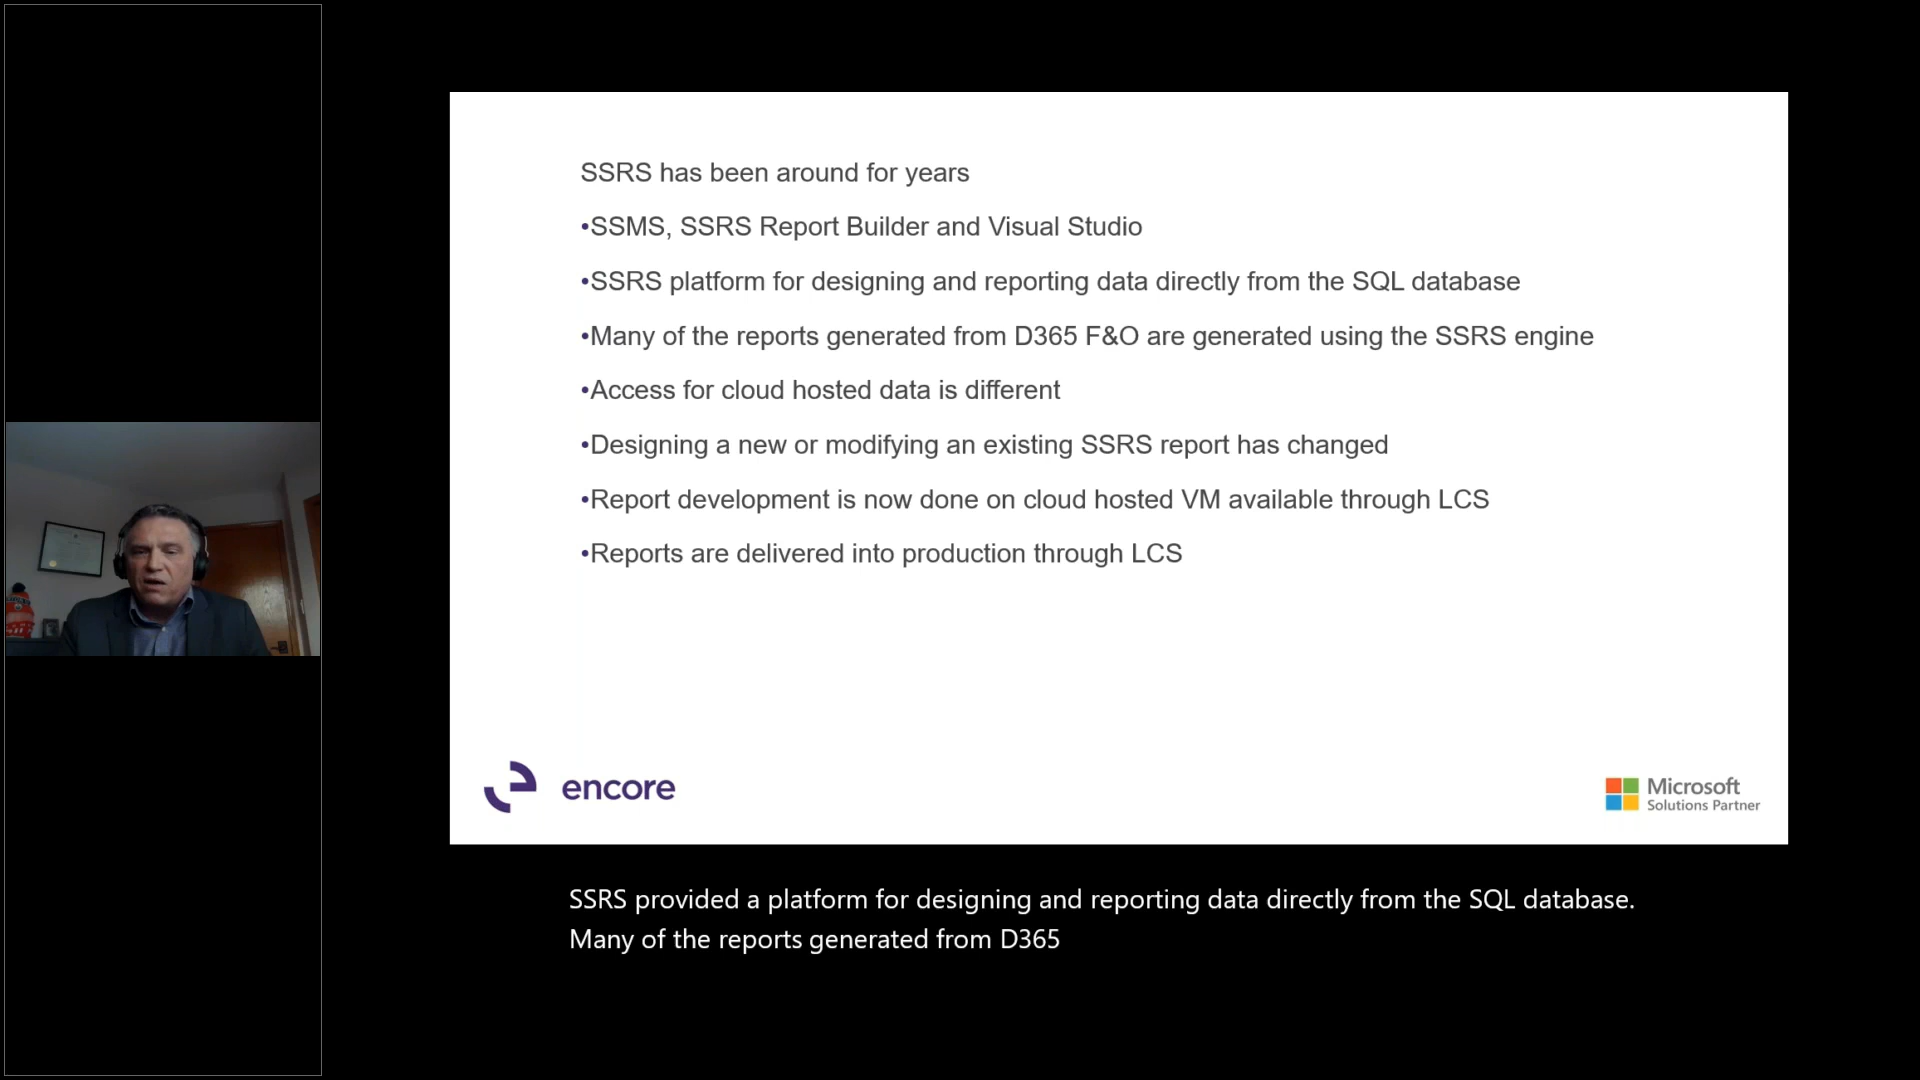 SSRS has been around for years
•SSMS, SSRS Report Builder and Visual Studio
•SSRS platform for designing and reporting data directly from the SQL database
•Many of the reports generated from D365 F&O are generated using the SSRS engine
•Access for cloud hosted data is different
•Designing a new or modifying an existing SSRS report has changed
•Report development is now done on cloud hosted VM available through LCS
•Reports are delivered into production through LCS
encore
Microsoft
Solutions Partner
SSRS provided a platform for designing and reporting data directly from the SQL database.
Many of the reports generated from D365